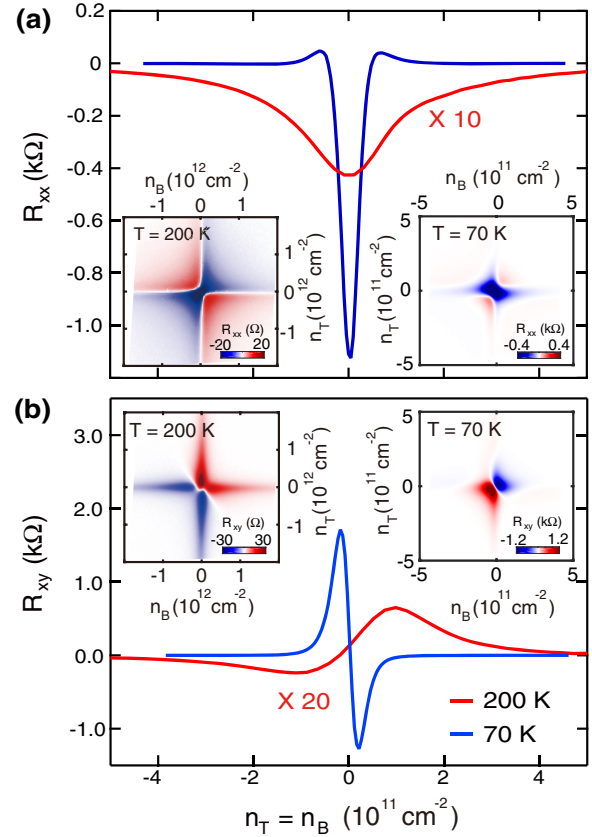 (a)
0.2
0
-0.2
-0.4
-0.6
-0.8
-1.0
R_xx (kΩ)
X 10
n_B (10^12 cm^-2)
-1 0 1
T = 200 K
1
0
-1
n_T (10^12 cm^-2)
R_xx (Ω)
-20 20
n_B (10^11 cm^-2)
-5 0 5
T = 70 K
5
0
-5
n_T (10^11 cm^-2)
R_xx (kΩ)
-0.4 0.4
(b)
3.0
2.0
1.0
0.0
-1.0
R_xy (kΩ)
T = 200 K
1
0
-1
n_T (10^12 cm^-2)
R_xy (Ω)
-30 30
-1 0 1
n_B (10^12 cm^-2)
T = 70 K
5
0
-5
n_T (10^11 cm^-2)
R_xy (kΩ)
-1.2 1.2
-5 0 5
n_B (10^11 cm^-2)
X 20
200 K
70 K
-4 -2 0 2 4
n_T = n_B (10^11 cm^-2)